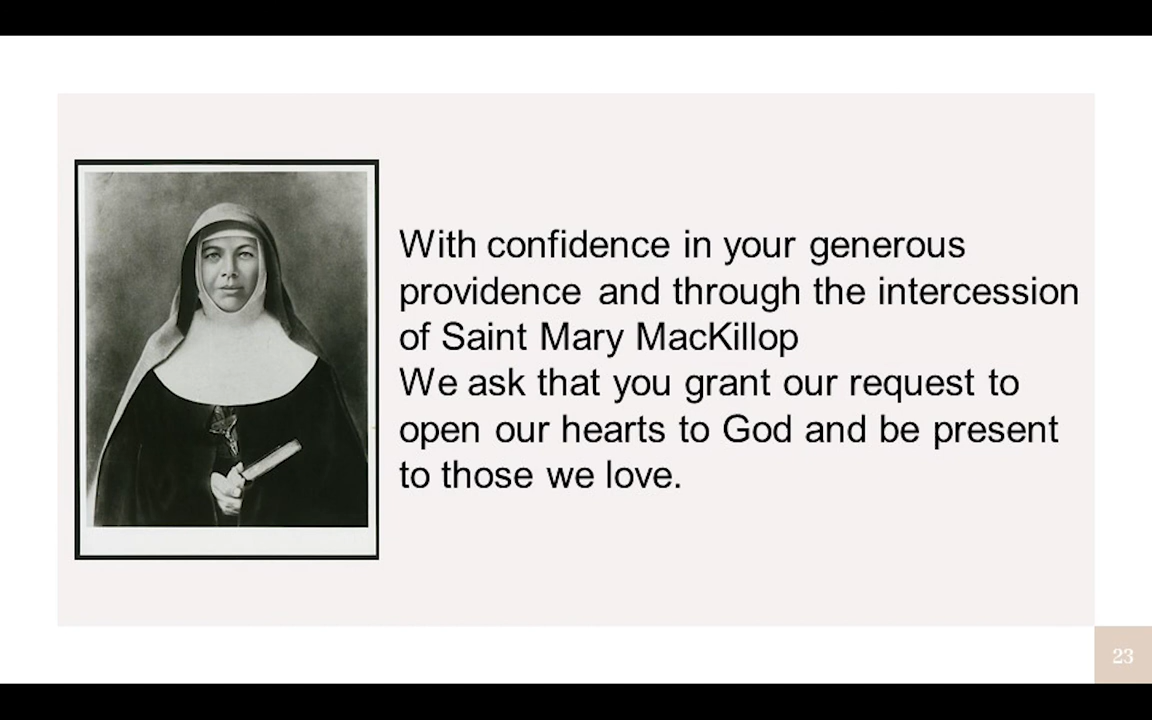 With confidence in your generous
providence and through the intercession
of Saint Mary MacKillop
We ask that you grant our request to
open our hearts to God and be present
to those we love.
23